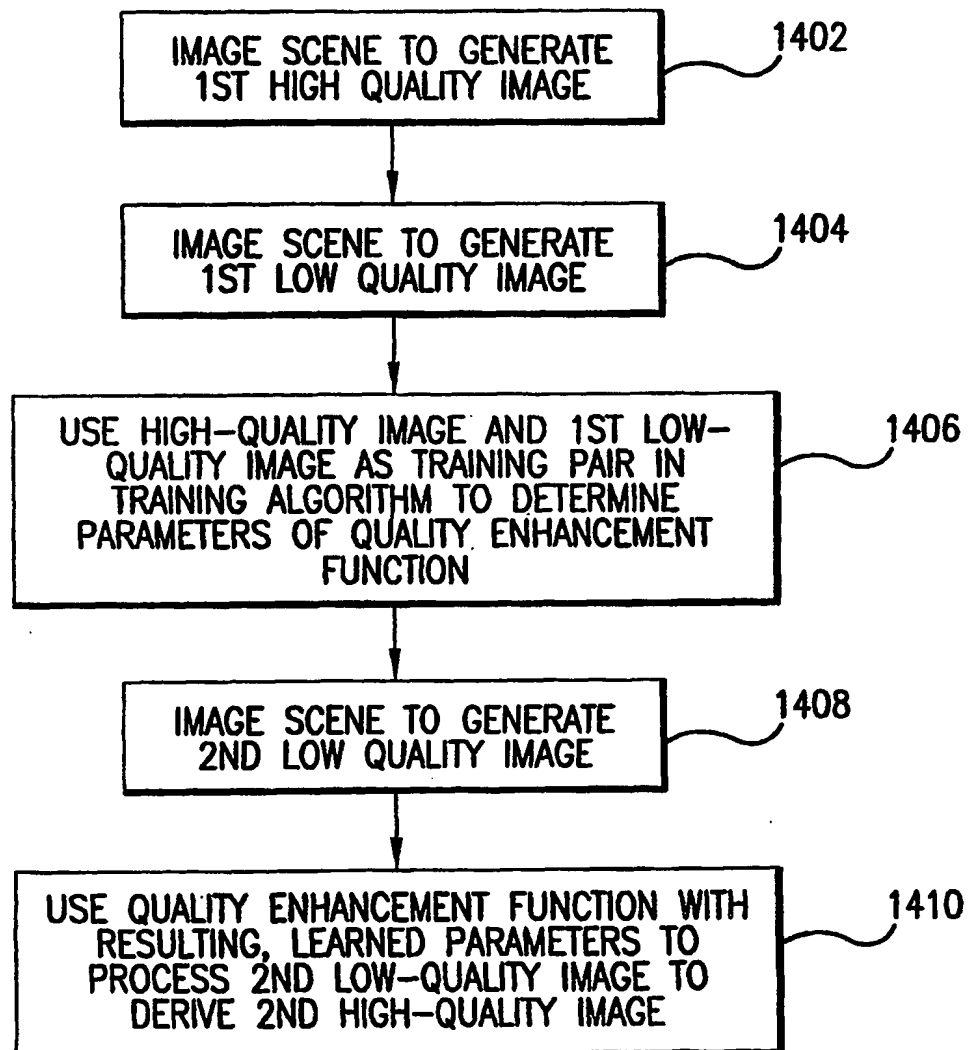 IMAGE SCENE TO GENERATE
1ST HIGH QUALITY IMAGE
1402
IMAGE SCENE TO GENERATE
1ST LOW QUALITY IMAGE
1404
USE HIGH-QUALITY IMAGE AND 1ST LOW-
QUALITY IMAGE AS TRAINING PAIR IN
TRAINING ALGORITHM TO DETERMINE
PARAMETERS OF QUALITY ENHANCEMENT
FUNCTION
1406
IMAGE SCENE TO GENERATE
2ND LOW QUALITY IMAGE
1408
USE QUALITY ENHANCEMENT FUNCTION WITH
RESULTING, LEARNED PARAMETERS TO
PROCESS 2ND LOW-QUALITY IMAGE TO
DERIVE 2ND HIGH-QUALITY IMAGE
1410